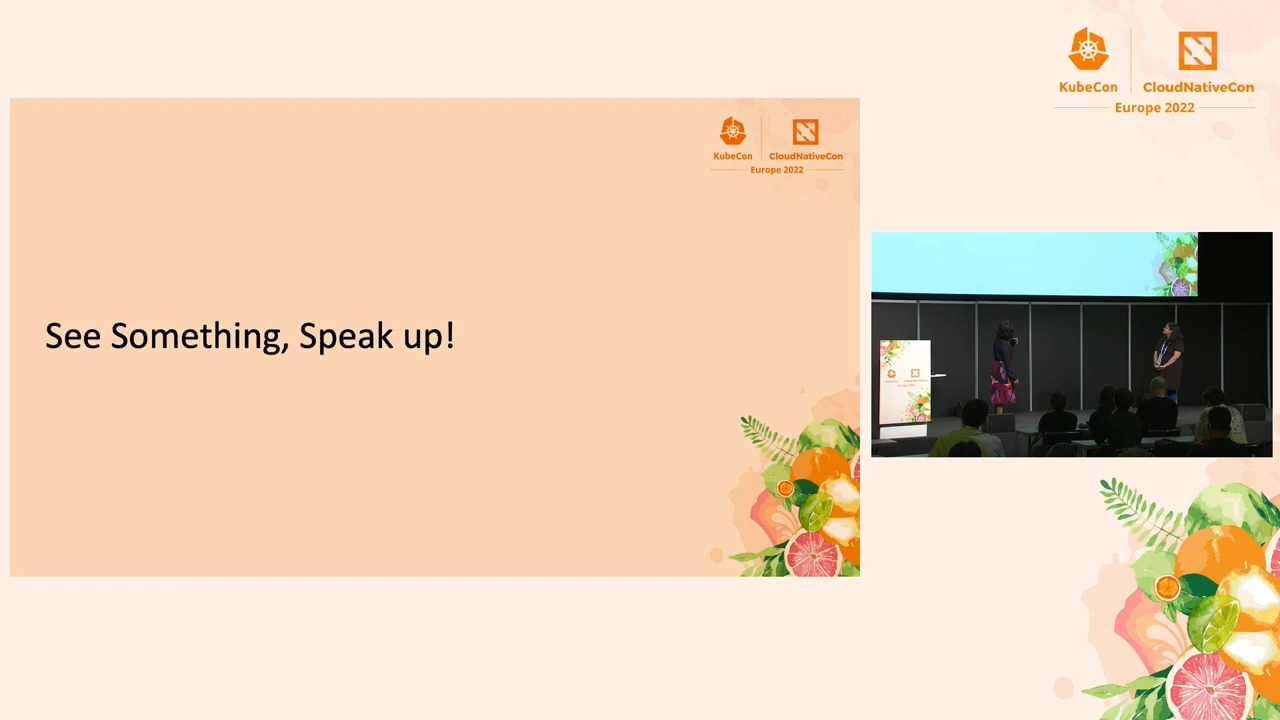 KubeCon
CloudNativeCon
Europe 2022
KubeCon
CloudNativeCon
Europe 2022
See Something, Speak up!